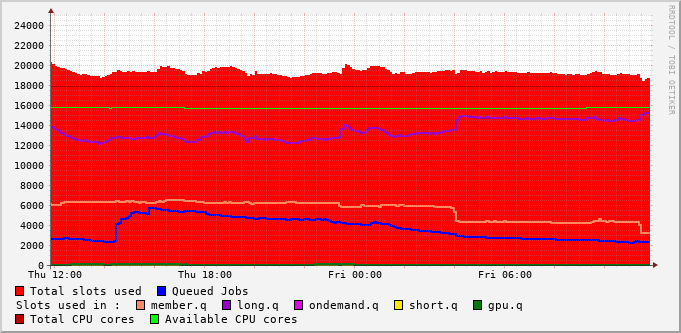 RRDTOOL / TOBI OETIKER
24000
22000
20000
18000
16000
14000
12000
10000
8000
6000
4000
2000
0
Thu 12:00 Thu 18:00 Fri 00:00 Fri 06:00
Total slots used Queued Jobs
Slots used in : member.q long.q ondemand.q short.q gpu.q
Total CPU cores Available CPU cores